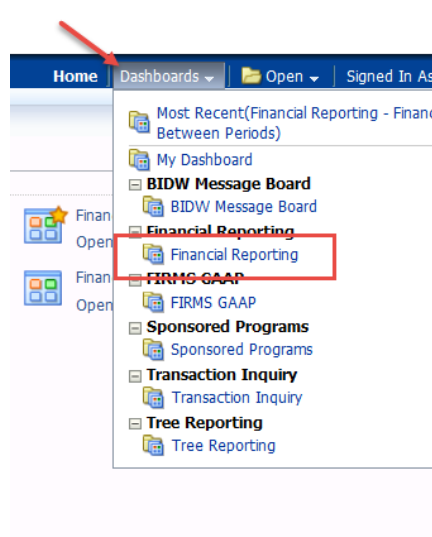 Home
Dashboards
Open
Signed In As
Most Recent(Financial Reporting - Financ
Between Periods)
My Dashboard
BIDW Message Board
BIDW Message Board
Financial Reporting
Financial Reporting
FIRMS GAAP
FIRMS GAAP
Sponsored Programs
Sponsored Programs
Transaction Inquiry
Transaction Inquiry
Tree Reporting
Tree Reporting
Finan
Open
Finan
Open